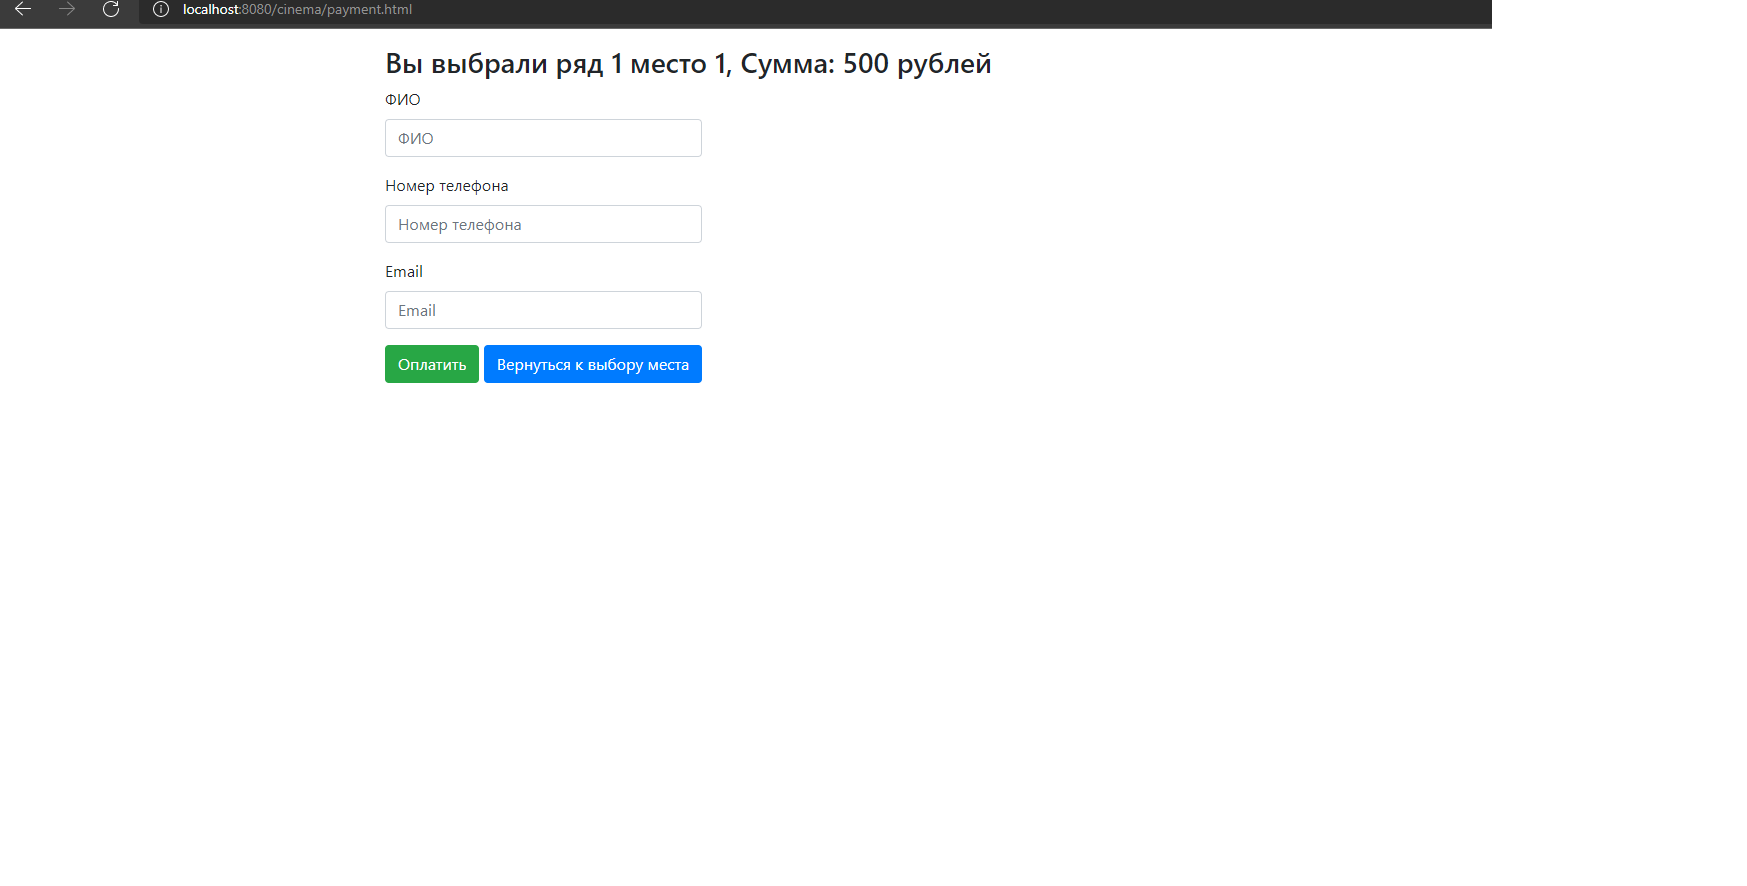 localhost:8080/cinema/payment.html
Вы выбрали ряд 1 место 1, Сумма: 500 рублей
ФИО
ФИО
Номер телефона
Номер телефона
Email
Email
Оплатить Вернуться к выбору места